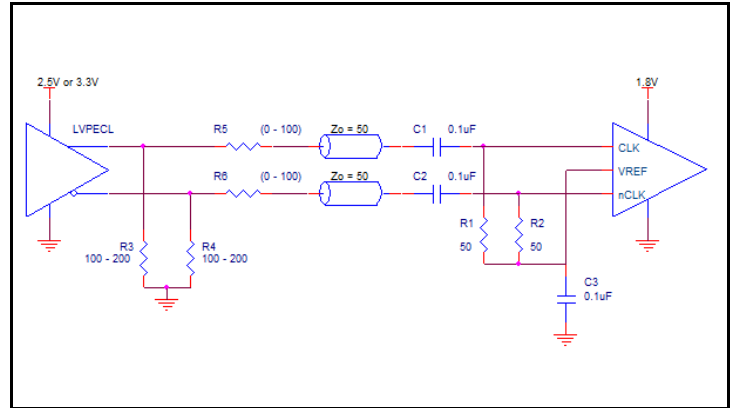 2.5V or 3.3V
1.8V
LVPECL
R5 (0 - 100)
Zo = 50
C1 0.1uF
CLK
R6 (0 - 100)
Zo = 50
C2 0.1uF
VREF
nCLK
R1
50
R2
50
R3
100 - 200
R4
100 - 200
C3
0.1uF